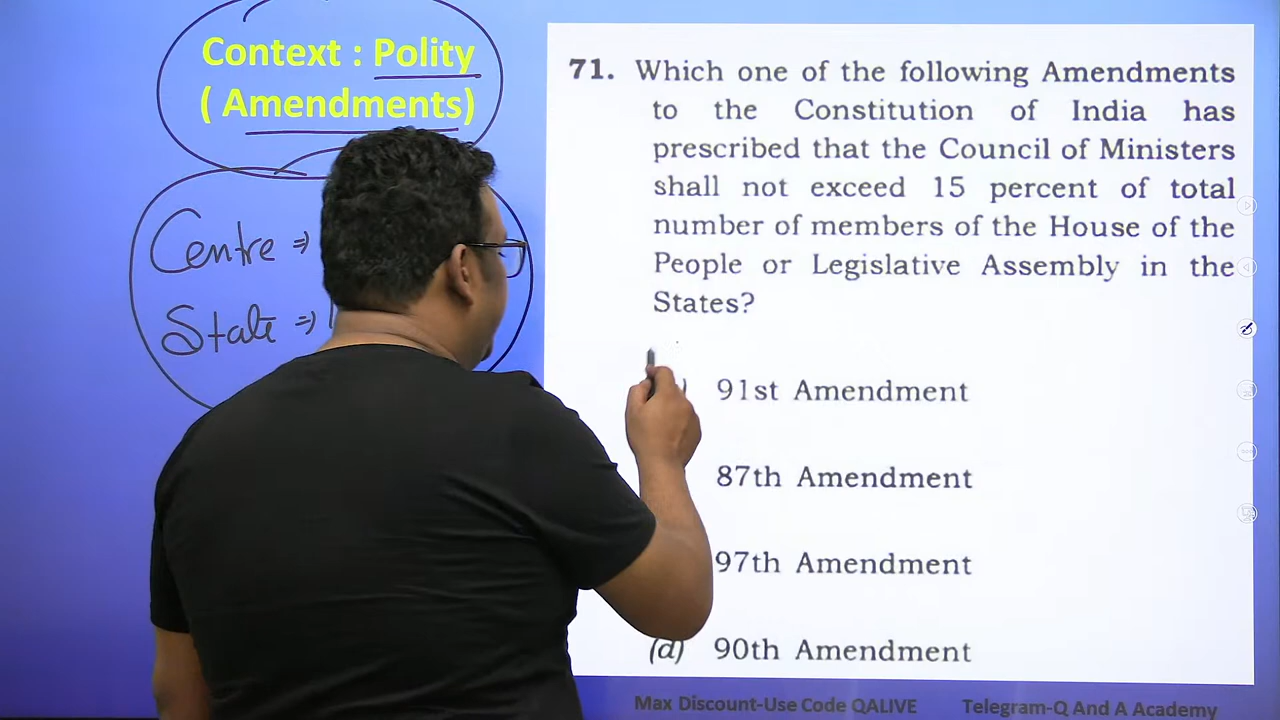 Context : Polity
( Amendments)
Centre ⇒
State ⇒
71. Which one of the following Amendments
to the Constitution of India has
prescribed that the Council of Ministers
shall not exceed 15 percent of total
number of members of the House of the
People or Legislative Assembly in the
States?
91st Amendment
87th Amendment
97th Amendment
(d) 90th Amendment
Max Discount-Use Code QALIVE Telegram-Q And A Academy